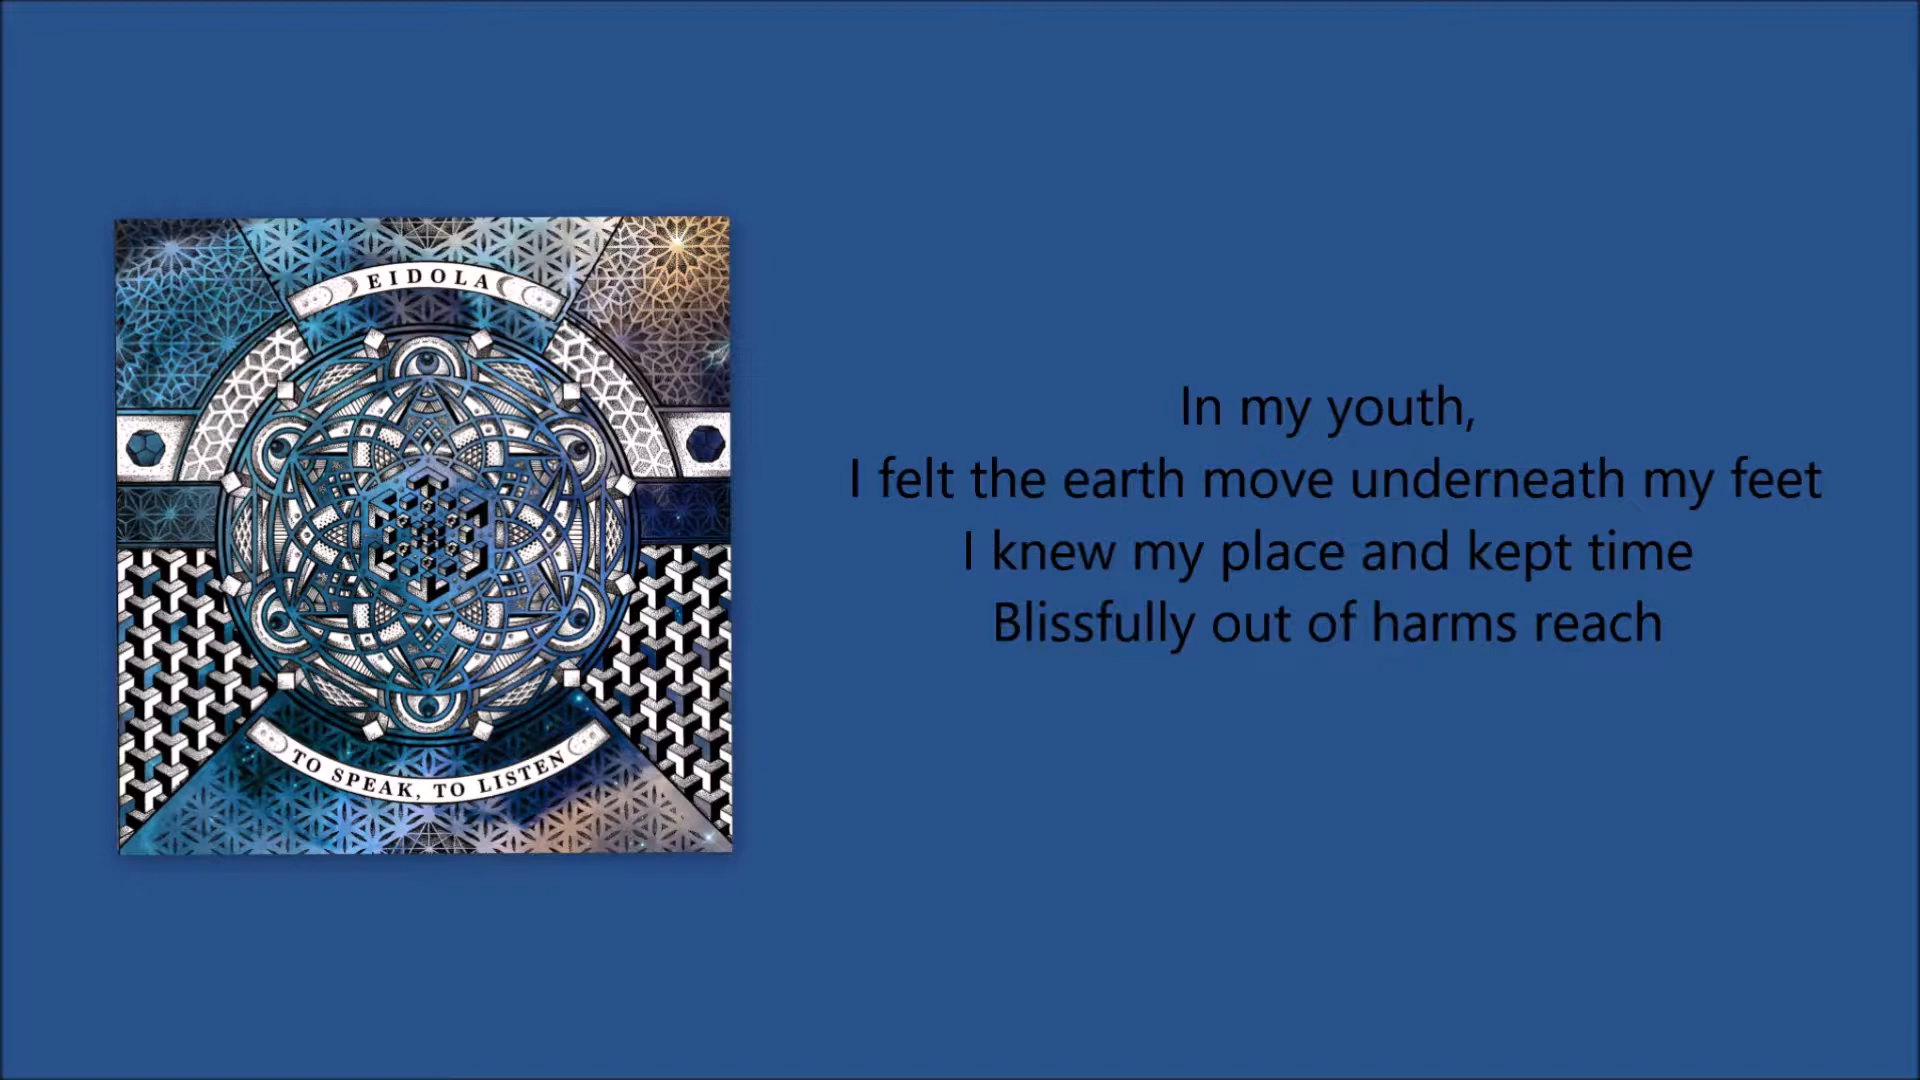 EIDOLA
TO SPEAK, TO LISTEN
In my youth,
I felt the earth move underneath my feet
I knew my place and kept time
Blissfully out of harms reach